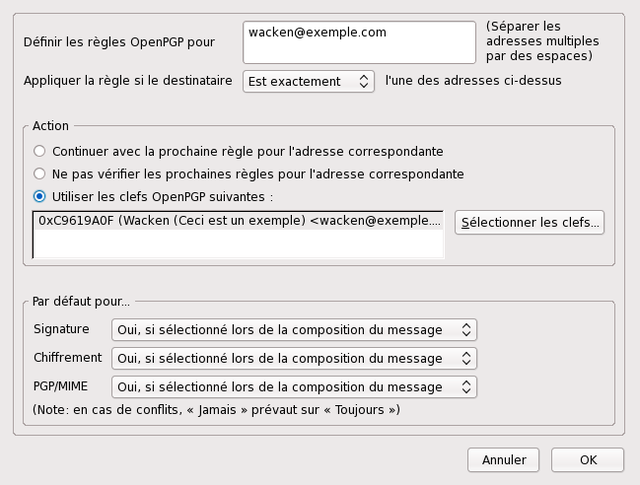 Définir les règles OpenPGP pour
wacken@exemple.com
(Séparer les
adresses multiples
par des espaces)
Appliquer la règle si le destinataire Est exactement l'une des adresses ci-dessus
Action
Continuer avec la prochaine règle pour l'adresse correspondante
Ne pas vérifier les prochaines règles pour l'adresse correspondante
Utiliser les clefs OpenPGP suivantes :
0xC9619A0F (Wacken (Ceci est un exemple) <wacken@exemple....
Sélectionner les clefs...
Par défaut pour...
Signature Oui, si sélectionné lors de la composition du message
Chiffrement Oui, si sélectionné lors de la composition du message
PGP/MIME Oui, si sélectionné lors de la composition du message
(Note: en cas de conflits, « Jamais » prévaut sur « Toujours »)
Annuler OK